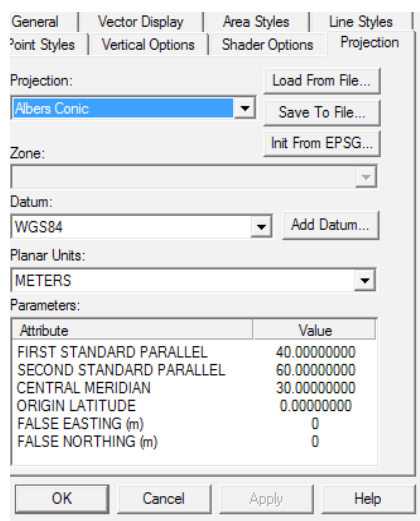 General Vector Display Area Styles Line Styles
Point Styles Vertical Options Shader Options Projection
Projection: Load From File...
Albers Conic Save To File...
Init From EPSG...
Zone:
Datum:
WGS84 Add Datum...
Planar Units:
METERS
Parameters:
Attribute Value
FIRST STANDARD PARALLEL 40.00000000
SECOND STANDARD PARALLEL 60.00000000
CENTRAL MERIDIAN 30.00000000
ORIGIN LATITUDE 0.00000000
FALSE EASTING (m) 0
FALSE NORTHING (m) 0
OK Cancel Apply Help